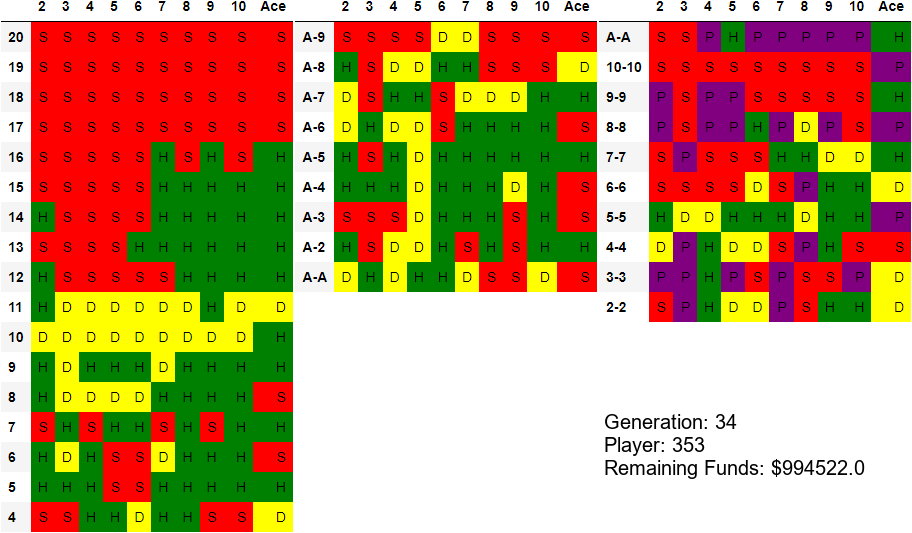 2 3 4 5 6 7 8 9 10 Ace
20 S S S S S S S S S S
19 S S S S S S S S S S
18 S S S S S S S S S S
17 S S S S S S S S S S
16 S S S S S H S H S H
15 S S S S S H H H H H
14 H S S S S H H H H H
13 S S S S H H H H H H
12 H S S S S S H H H H
11 H D D D D D D H D D
10 D D D D D D D D D H
9 H D H H H D H H H H
8 H D D D D H H H H S
7 S H S H H S H S H H
6 H D H S S D H H H S
5 H H H S S H H H H H
4 S S H H D H H S S D
2 3 4 5 6 7 8 9 10 Ace
A-9 S S S S D D S S S S
A-8 H S D D H H S S S D
A-7 D S H H S D D D H H
A-6 D H D D S H H H H S
A-5 H S H D H H H H H H
A-4 H H H D H H H D H S
A-3 S S S D H H H S H S
A-2 H S D D H S H S H H
A-A D H D H H D S S D S
2 3 4 5 6 7 8 9 10 Ace
A-A S S P H P P P P P H
10-10 S S S S S S S S S P
9-9 P S P P S S S S S H
8-8 P S P P H P D P S P
7-7 S P S S S H H D D H
6-6 S S S S D S P H H D
5-5 H D D H H H D H H P
4-4 D P H D D S P H S S
3-3 P P H P S P S S P D
2-2 S P H D D P S H H D
Generation: 34
Player: 353
Remaining Funds: $994522.0